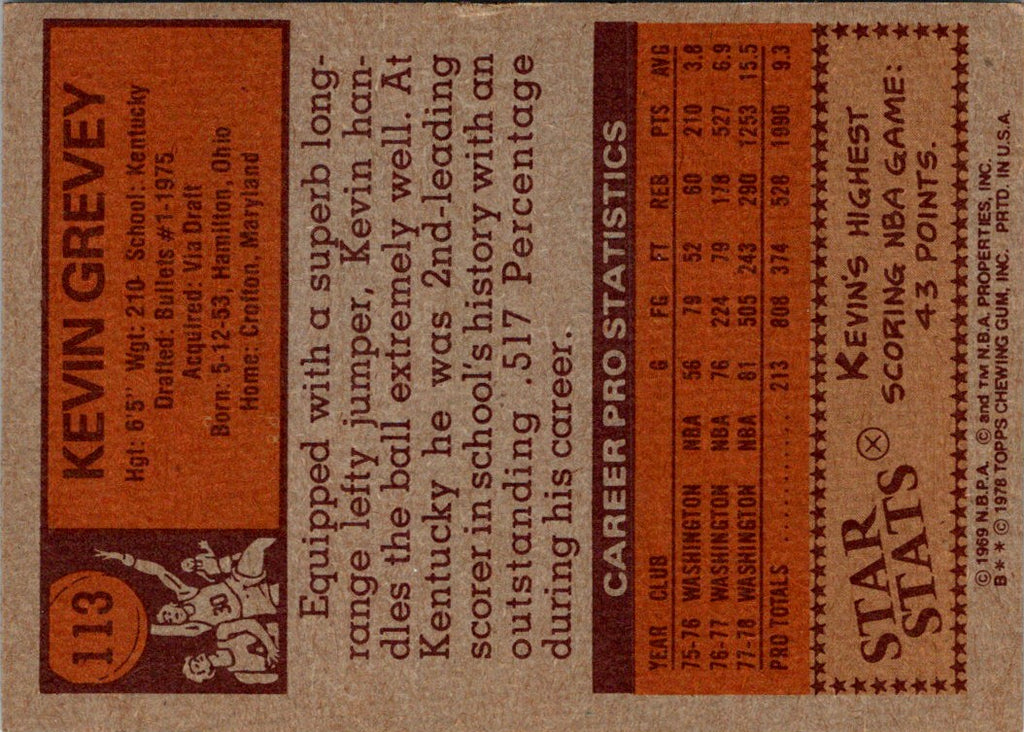 113
KEVIN GREVEY
Hgt: 6'5" Wgt: 210- School: Kentucky
Drafted: Bullets #1-1975
Acquired: Via Draft
Born: 5-12-53, Hamilton, Ohio
Home: Crofton, Maryland
30
Equipped with a superb long-
range lefty jumper, Kevin han-
dles the ball extremely well. At
Kentucky he was 2nd-leading
scorer in school's history with an
outstanding .517 Percentage
during his career.
CAREER PRO STATISTICS
YEAR CLUB G FG FT REB PTS AVG
75-76 WASHINGTON NBA 56 79 52 60 210 3.8
76-77 WASHINGTON NBA 76 224 79 178 527 6.9
77-78 WASHINGTON NBA 81 505 243 290 1253 15.5
PRO TOTALS .......... 213 808 374 528 1090 9.3
STAR STATS
KEVIN'S HIGHEST
SCORING NBA GAME:
43 POINTS.
© 1969 N.B.P.A. © and TM N.B.A. PROPERTIES, INC.
B** © 1978 TOPPS CHEWING GUM, INC. PRTD. IN U.S.A.